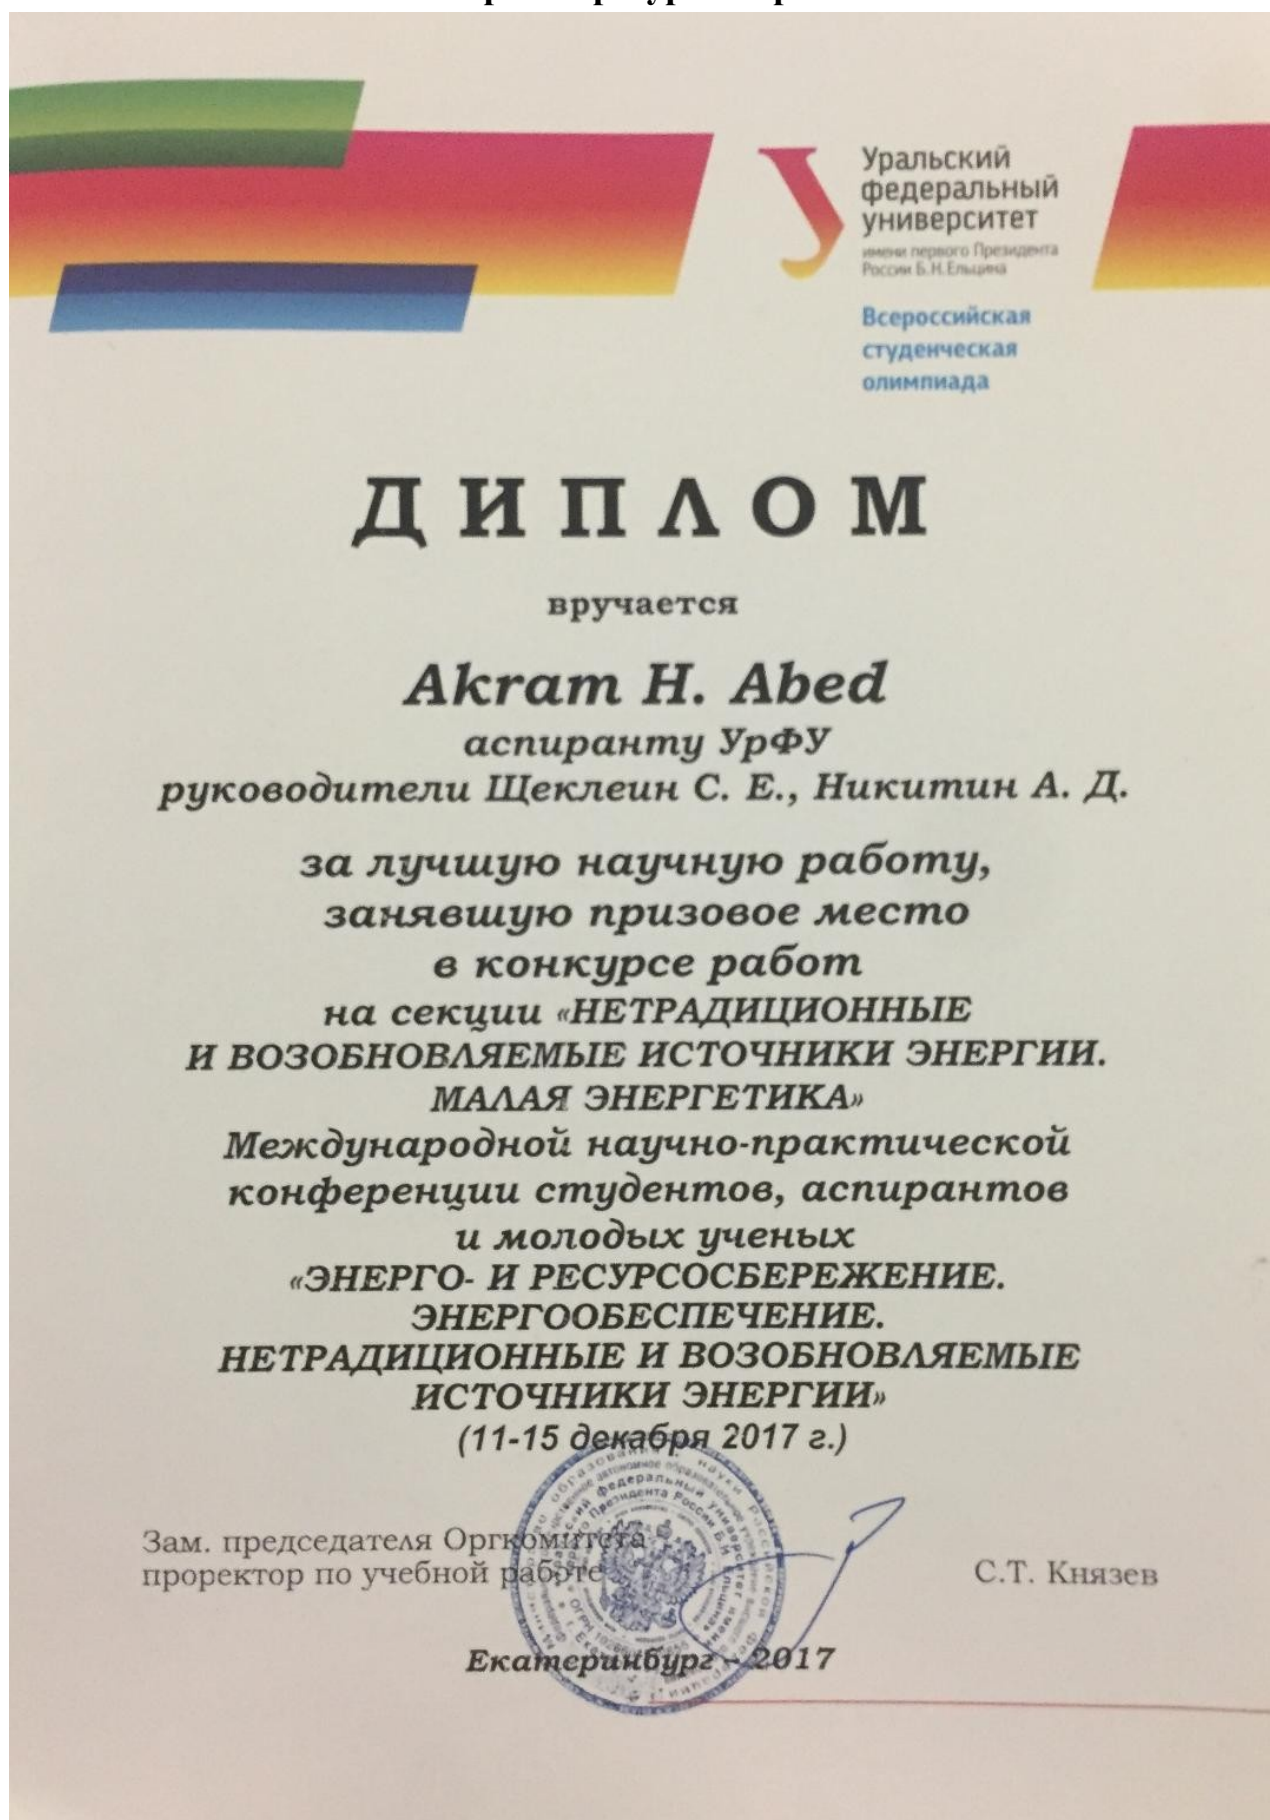 Уральский
федеральный
университет
имени первого Президента
России Б.Н.Ельцина
Всероссийская
студенческая
олимпиада
ДИПЛОМ
вручается
Akram H. Abed
аспиранту УрФУ
руководители Щеклеин С. Е., Никитин А. Д.
за лучшую научную работу,
занявшую призовое место
в конкурсе работ
на секции «НЕТРАДИЦИОННЫЕ
И ВОЗОБНОВЛЯЕМЫЕ ИСТОЧНИКИ ЭНЕРГИИ.
МАЛАЯ ЭНЕРГЕТИКА»
Международной научно-практической
конференции студентов, аспирантов
и молодых ученых
«ЭНЕРГО- И РЕСУРСОСБЕРЕЖЕНИЕ.
ЭНЕРГООБЕСПЕЧЕНИЕ.
НЕТРАДИЦИОННЫЕ И ВОЗОБНОВЛЯЕМЫЕ
ИСТОЧНИКИ ЭНЕРГИИ»
(11-15 декабря 2017 г.)
Зам. председателя Оргкомитета
проректор по учебной работе
С.Т. Князев
Екатеринбург - 2017